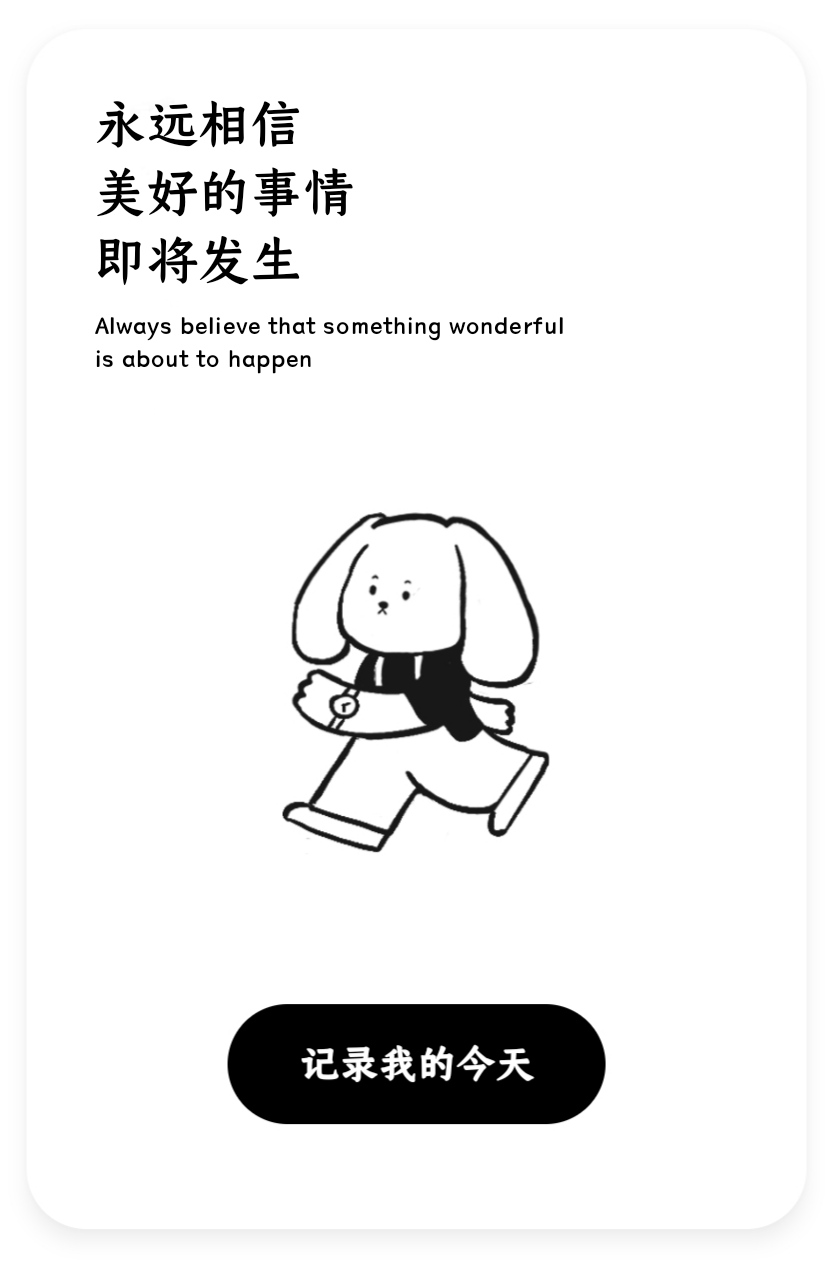 永远相信
美好的事情
即将发生
Always believe that something wonderful
is about to happen
记录我的今天